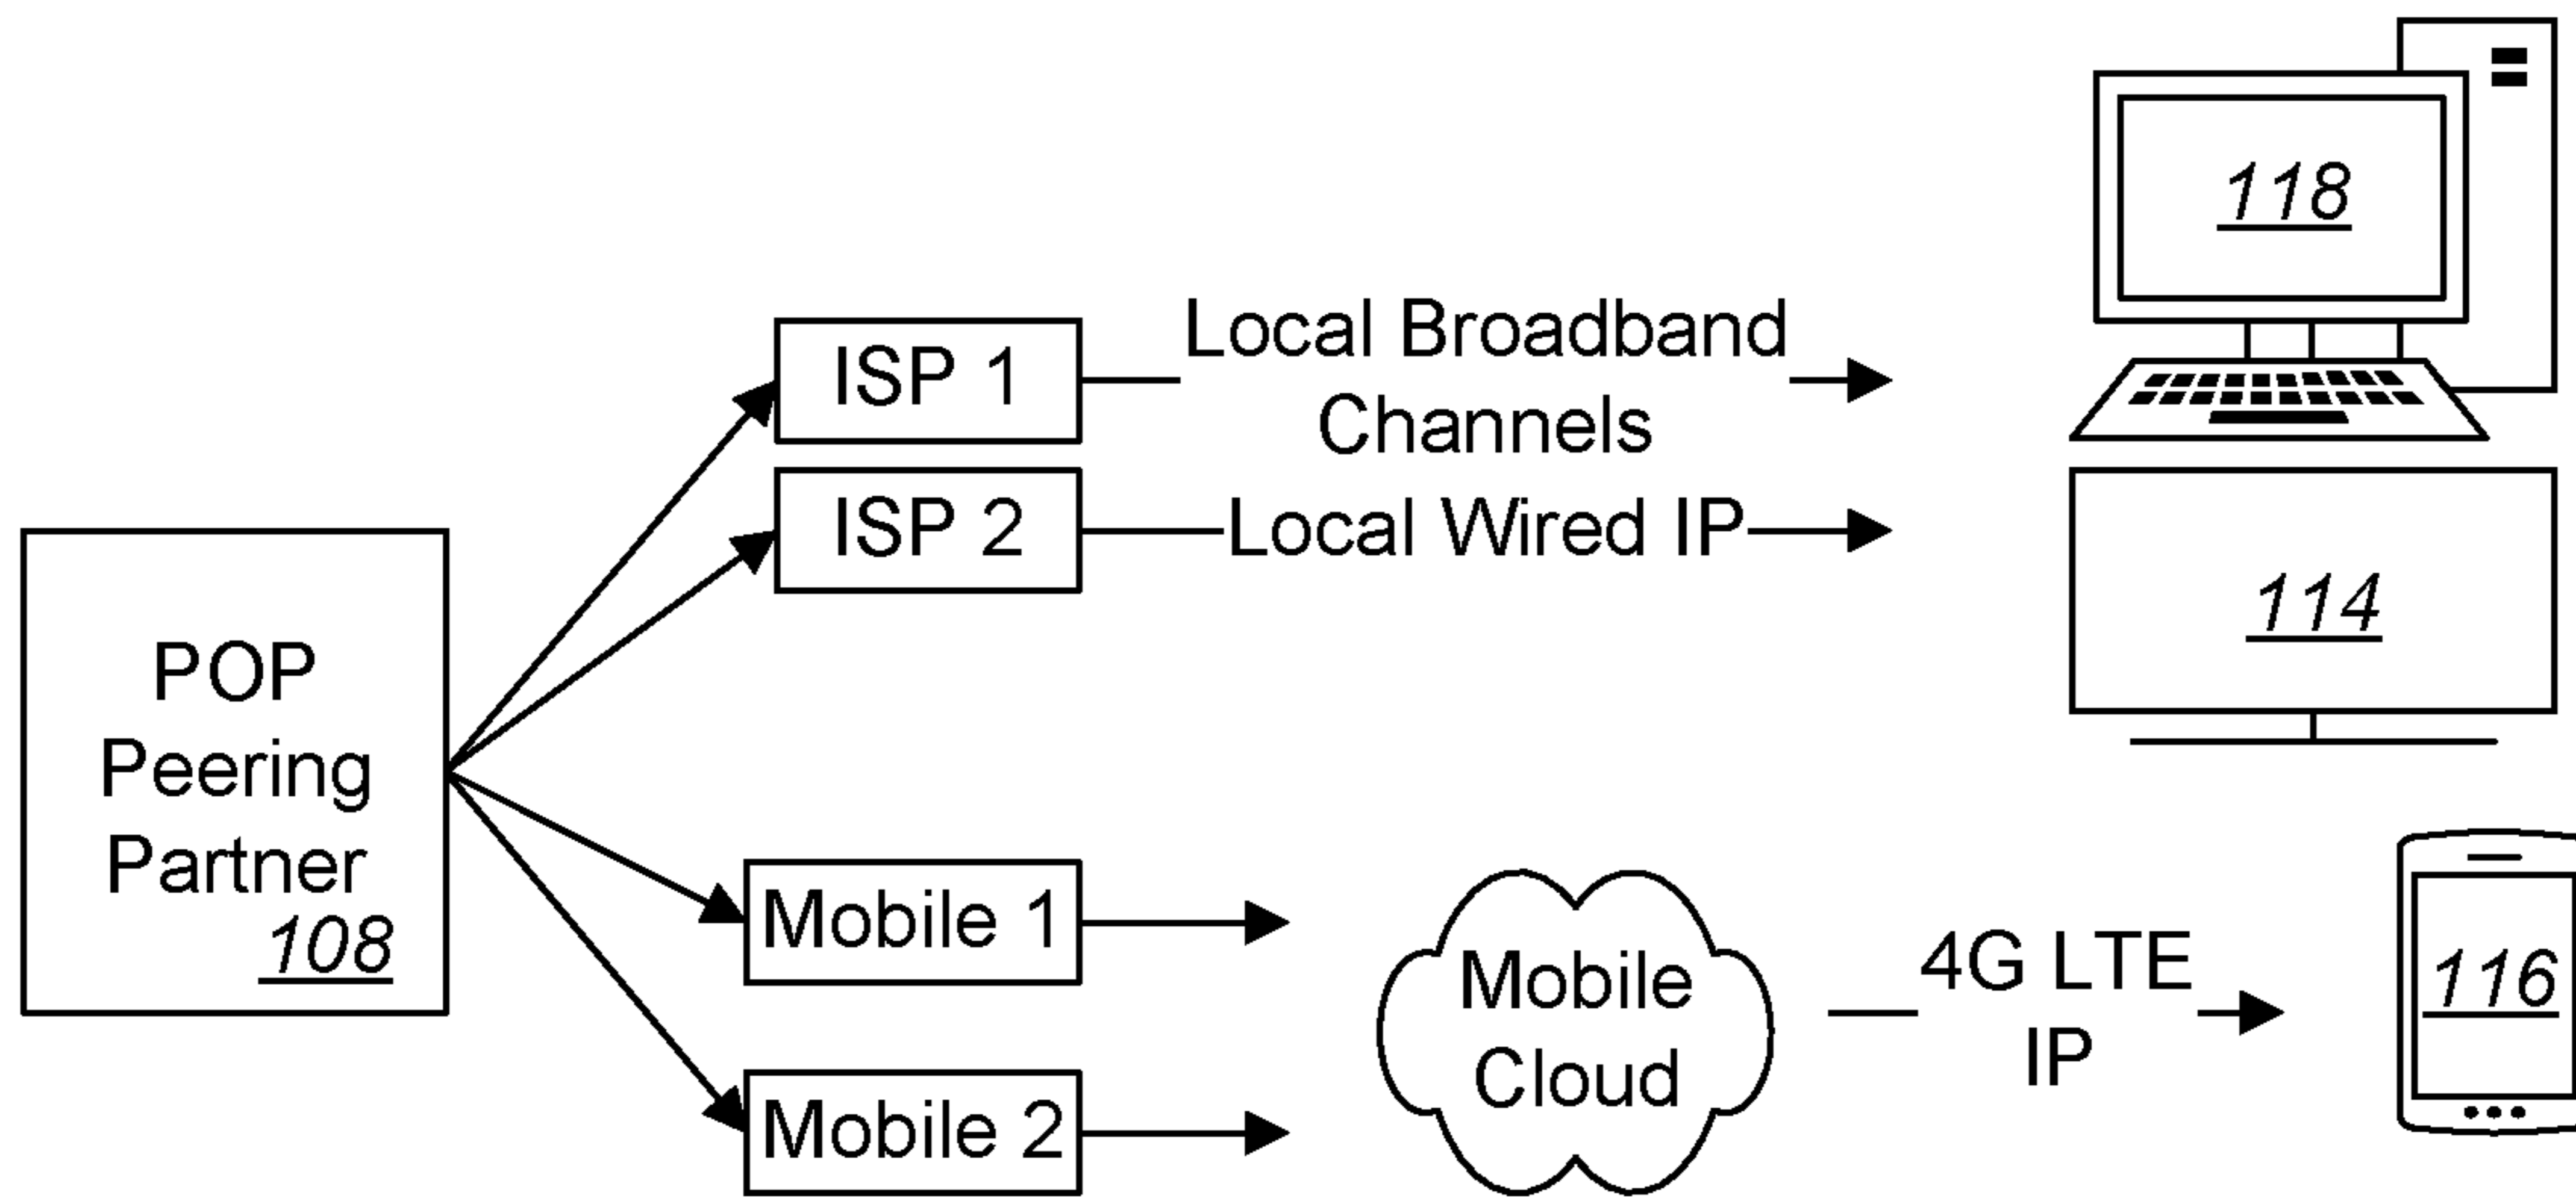 118
ISP 1
Local Broadband
Channels
ISP 2
Local Wired IP
114
POP
Peering
Partner
108
Mobile 1
Mobile 2
Mobile
Cloud
4G LTE
IP
116